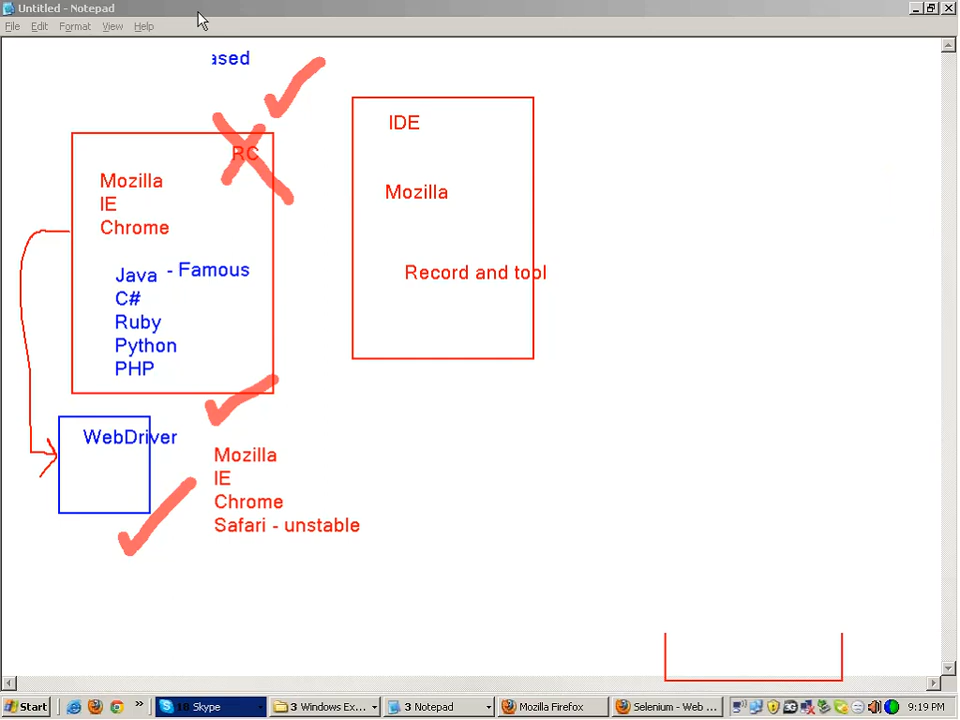 Untitled - Notepad
File Edit Format View Help
ased
RC
Mozilla
IE
Chrome
Java - Famous
C#
Ruby
Python
PHP
IDE
Mozilla
Record and tool
WebDriver
Mozilla
IE
Chrome
Safari - unstable
Start
Skype
3 Windows Ex...
3 Notepad
Mozilla Firefox
Selenium - Web ...
9:19 PM